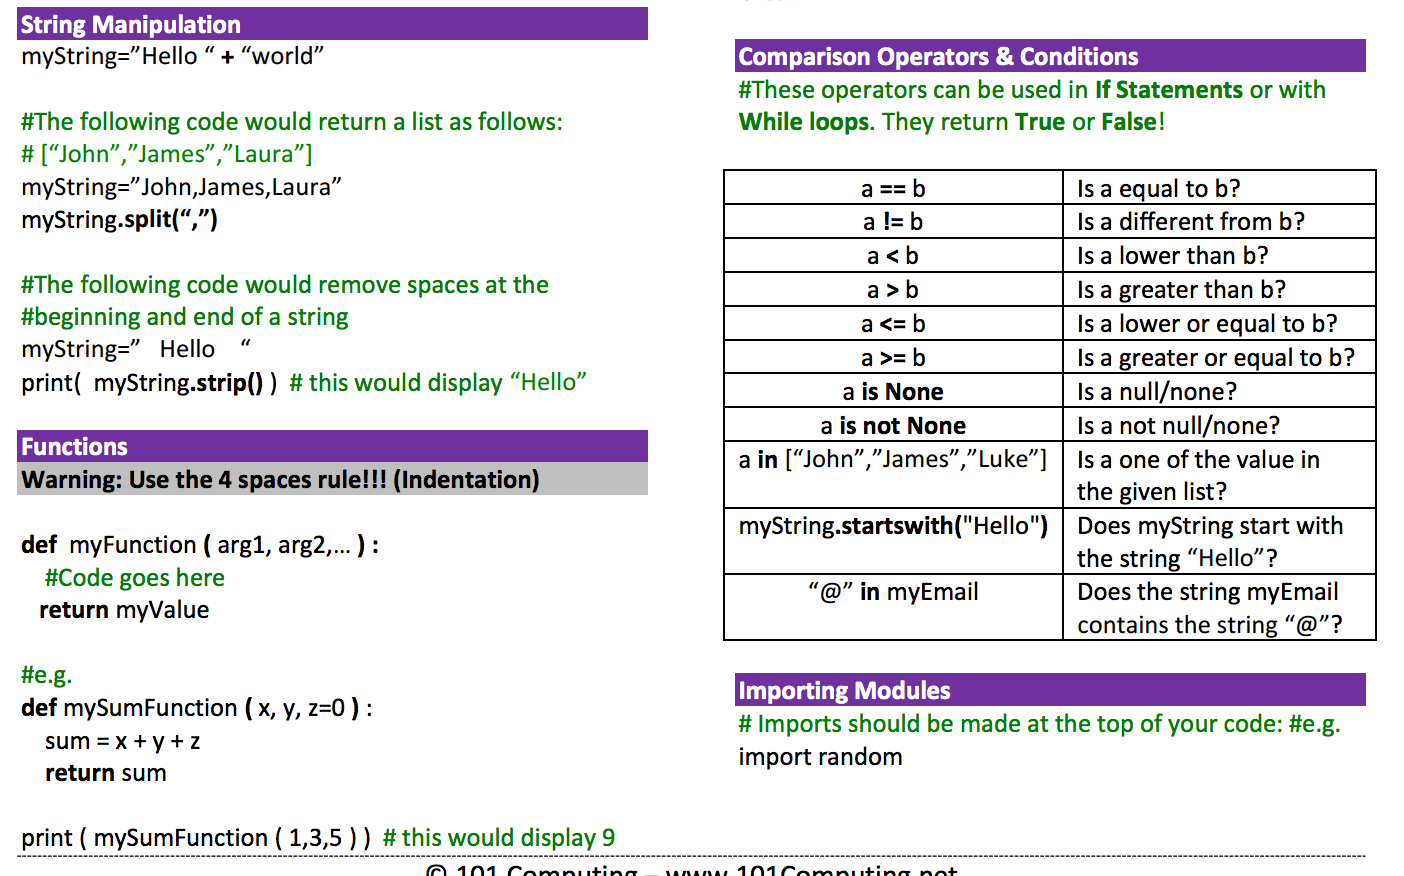 String Manipulation
myString=”Hello “ + “world”
#The following code would return a list as follows:
# [“John”,”James”,”Laura”]
myString=”John,James,Laura”
myString.split(“,”)
#The following code would remove spaces at the
#beginning and end of a string
myString=”   Hello    “
print(  myString.strip() )  # this would display “Hello”
Functions
Warning: Use the 4 spaces rule!!! (Indentation)
def  myFunction ( arg1, arg2,… ) :
#Code goes here
return myValue
#e.g.
def mySumFunction ( x, y, z=0 ) :
sum = x + y + z
return sum
print ( mySumFunction ( 1,3,5 ) )  # this would display 9
Comparison Operators & Conditions
#These operators can be used in If Statements or with
While loops. They return True or False!
a == b Is a equal to b?
a != b Is a different from b?
a < b Is a lower than b?
a > b Is a greater than b?
a <= b Is a lower or equal to b?
a >= b Is a greater or equal to b?
a is None Is a null/none?
a is not None Is a not null/none?
a in [“John”,”James”,”Luke”] Is a one of the value in
the given list?
myString.startswith("Hello") Does myString start with
the string “Hello”?
“@” in myEmail Does the string myEmail
contains the string “@”?
Importing Modules
# Imports should be made at the top of your code: #e.g.
import random
© 101 Computing – www.101Computing.net